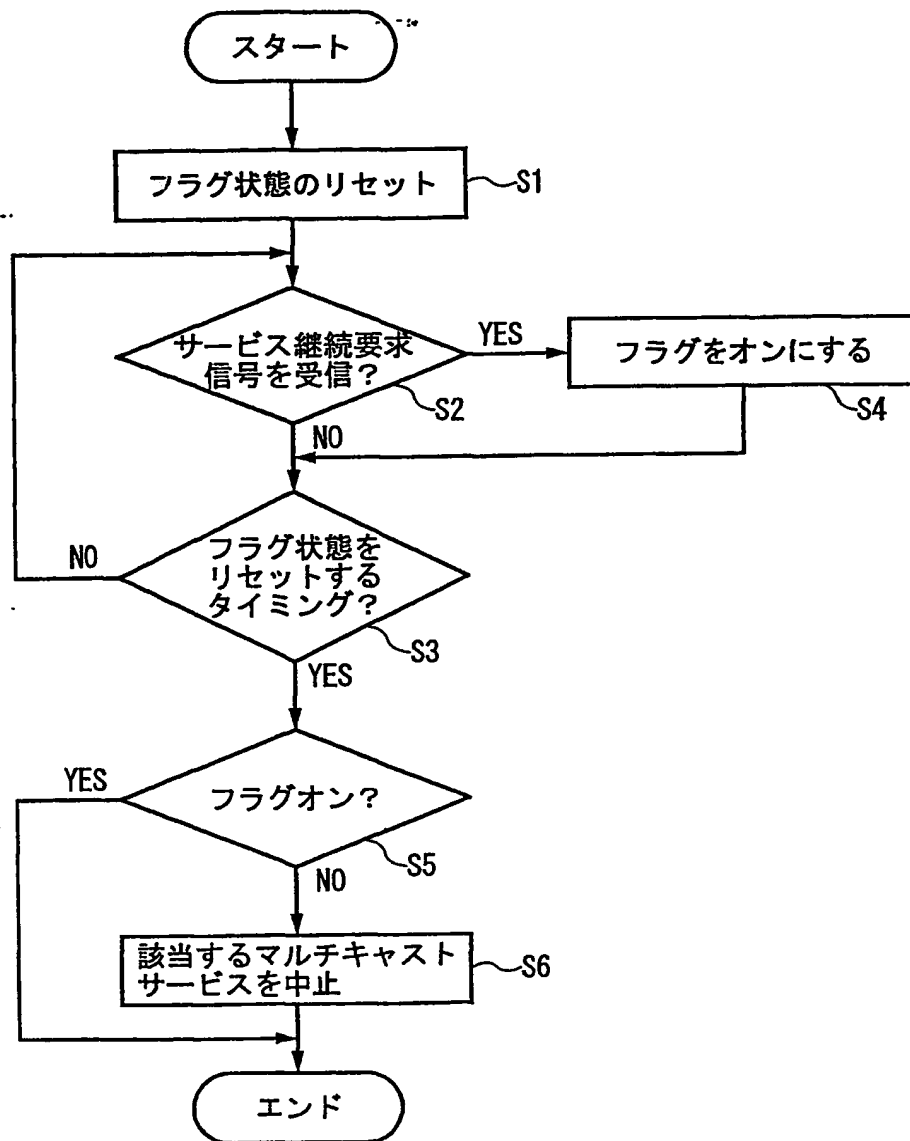 スタート
フラグ状態のリセット
S1
サービス継続要求
信号を受信？
YES
S2
フラグをオンにする
S4
NO
フラグ状態を
リセットする
タイミング？
NO
S3
YES
フラグオン？
YES
S5
NO
該当するマルチキャスト
サービスを中止
S6
エンド